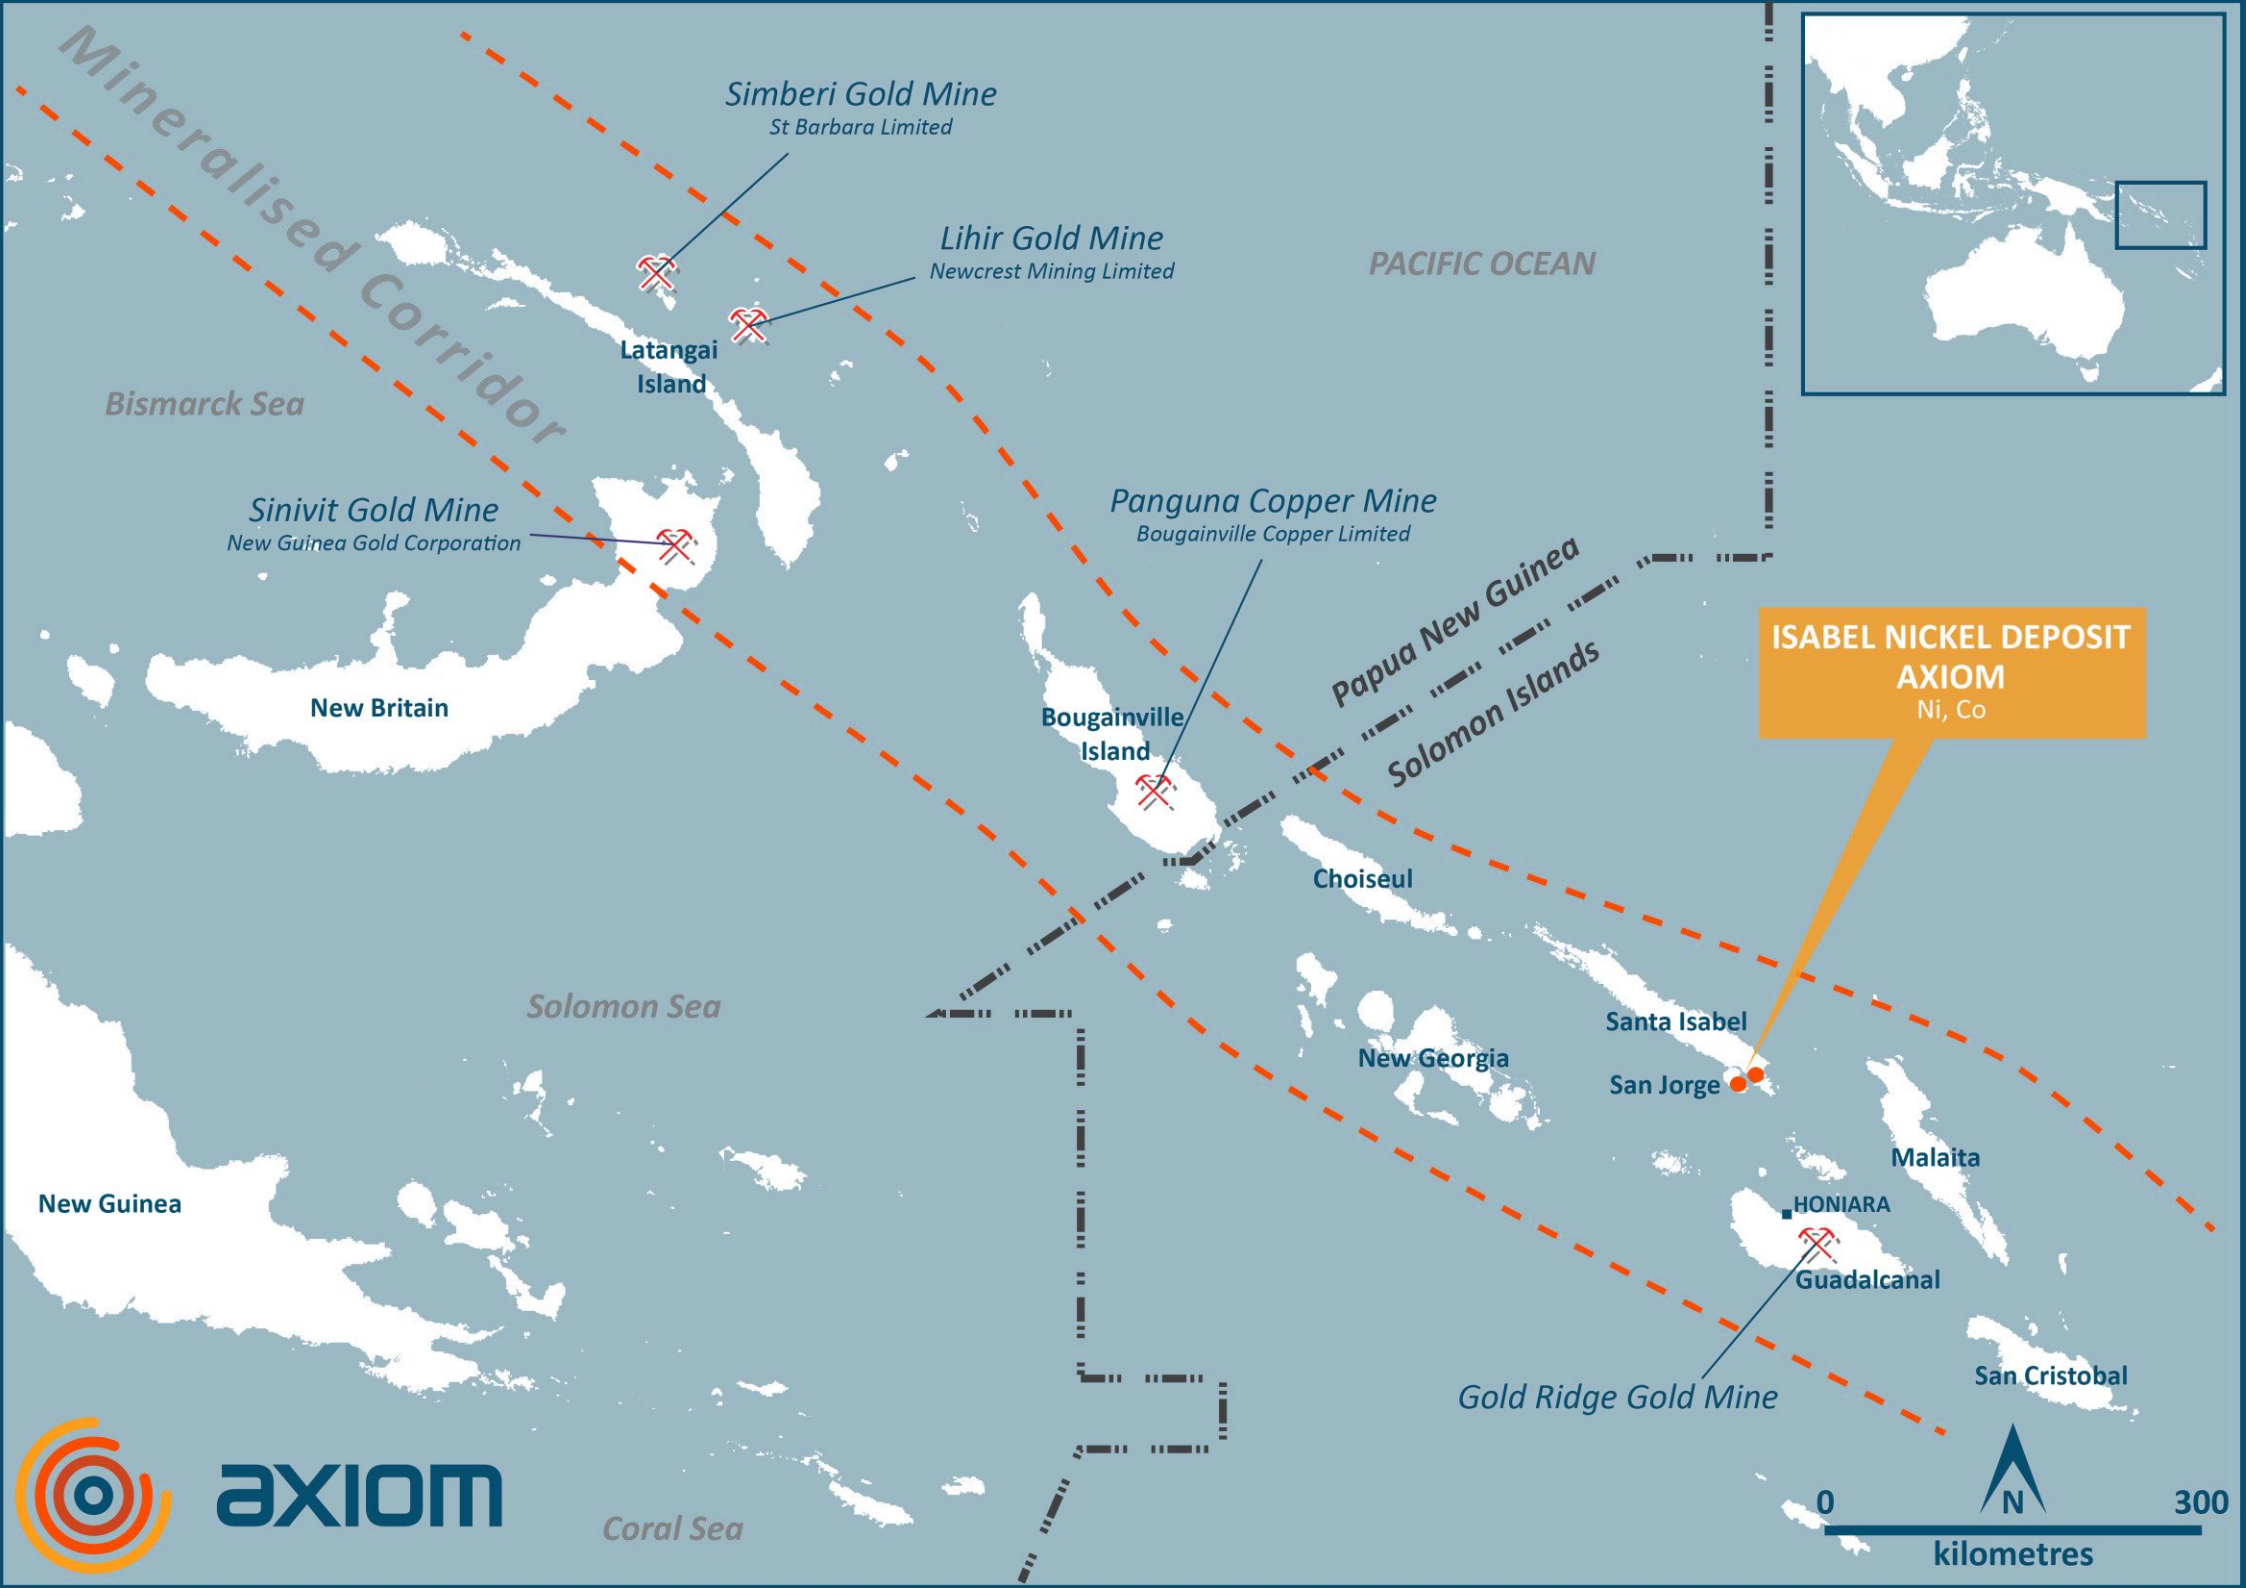 Mineralised Corridor
Simberi Gold Mine
St Barbara Limited
Lihir Gold Mine
Newcrest Mining Limited
PACIFIC OCEAN
Latangai
Island
Bismarck Sea
Sinivit Gold Mine
New Guinea Gold Corporation
Panguna Copper Mine
Bougainville Copper Limited
Papua New Guinea
Solomon Islands
ISABEL NICKEL DEPOSIT
AXIOM
Ni, Co
New Britain
Bougainville
Island
Choiseul
Solomon Sea
Santa Isabel
New Georgia
San Jorge
Malaita
New Guinea
HONIARA
Guadalcanal
San Cristobal
Gold Ridge Gold Mine
axiom
Coral Sea
N
0 300
kilometres